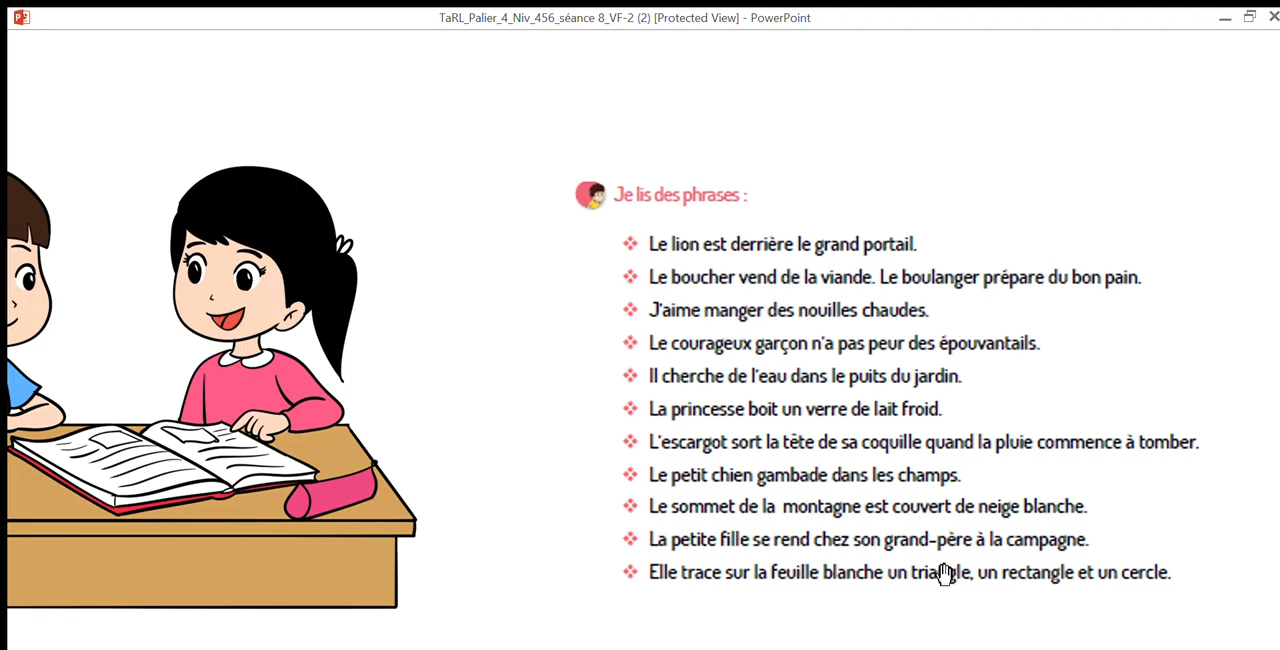 TaRL_Palier_4_Niv_456_séance 8_VF-2 (2) [Protected View] - PowerPoint
Je lis des phrases :
Le lion est derrière le grand portail.
Le boucher vend de la viande. Le boulanger prépare du bon pain.
J'aime manger des nouilles chaudes.
Le courageux garçon n'a pas peur des épouvantails.
Il cherche de l'eau dans le puits du jardin.
La princesse boit un verre de lait froid.
L'escargot sort la tête de sa coquille quand la pluie commence à tomber.
Le petit chien gambade dans les champs.
Le sommet de la montagne est couvert de neige blanche.
La petite fille se rend chez son grand-père à la campagne.
Elle trace sur la feuille blanche un triangle, un rectangle et un cercle.